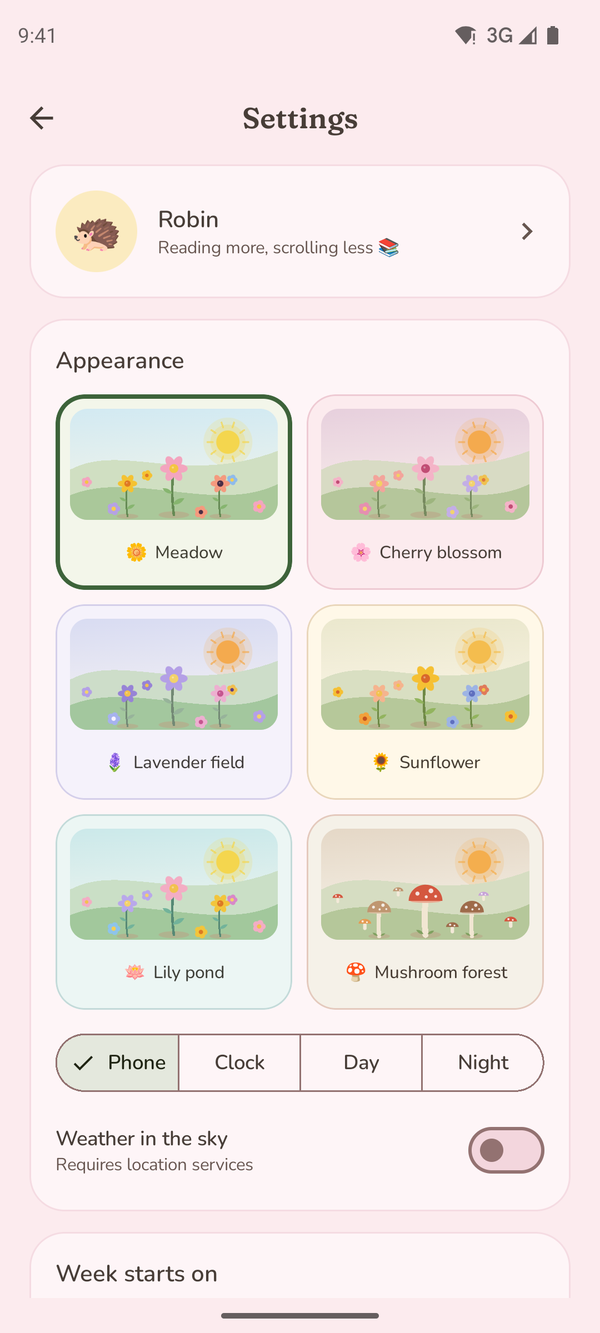 9:41
3G
Settings
Robin
Reading more, scrolling less 📚
Appearance
🌼 Meadow
🌸 Cherry blossom
🪻 Lavender field
🌻 Sunflower
🪷 Lily pond
🍄 Mushroom forest
Phone Clock Day Night
Weather in the sky
Requires location services
Week starts on